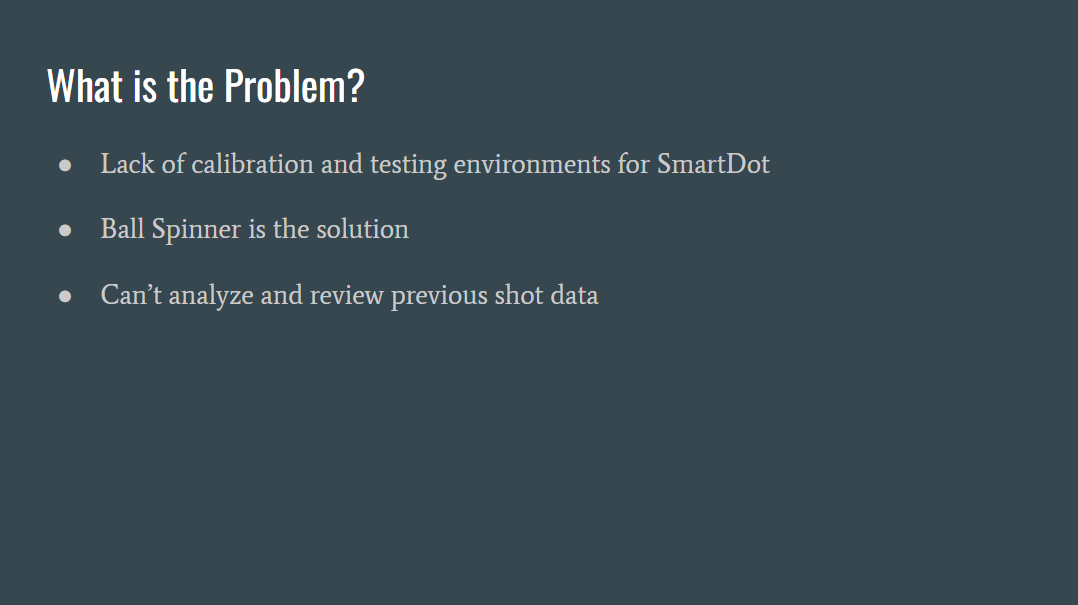 What is the Problem?
● Lack of calibration and testing environments for SmartDot
● Ball Spinner is the solution
● Can’t analyze and review previous shot data